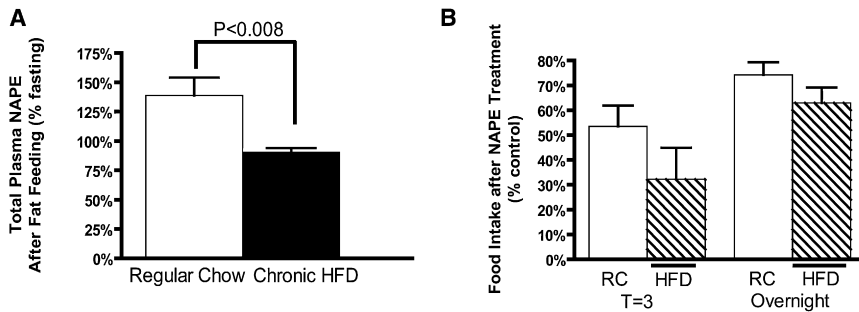 A
P<0.008
Total Plasma NAPE
After Fat Feeding (% fasting)
175%
150%
125%
100%
75%
50%
25%
0%
Regular Chow Chronic HFD
B
Food Intake after NAPE Treatment
(% control)
80%
70%
60%
50%
40%
30%
20%
10%
0%
RC HFD RC HFD
T=3 Overnight